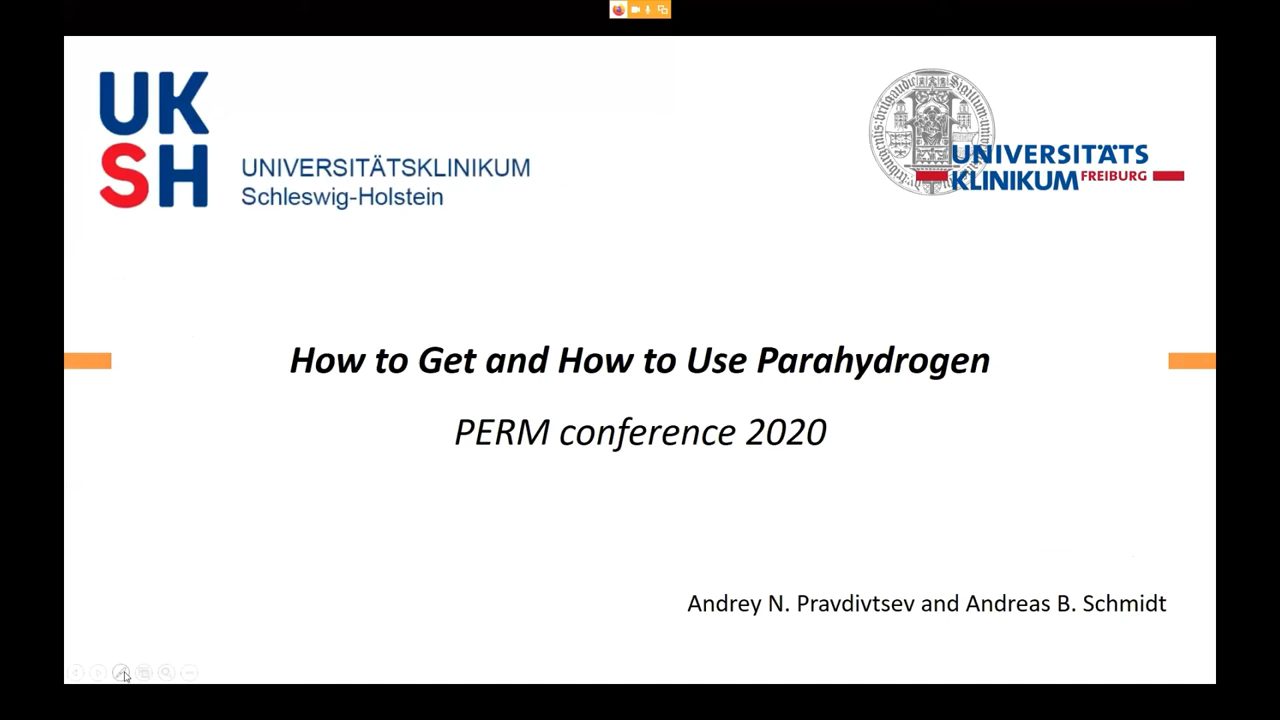 UK
SH
UNIVERSITÄTSKLINIKUM
Schleswig-Holstein
UNIVERSITÄTS
KLINIKUM FREIBURG
How to Get and How to Use Parahydrogen
PERM conference 2020
Andrey N. Pravdivtsev and Andreas B. Schmidt